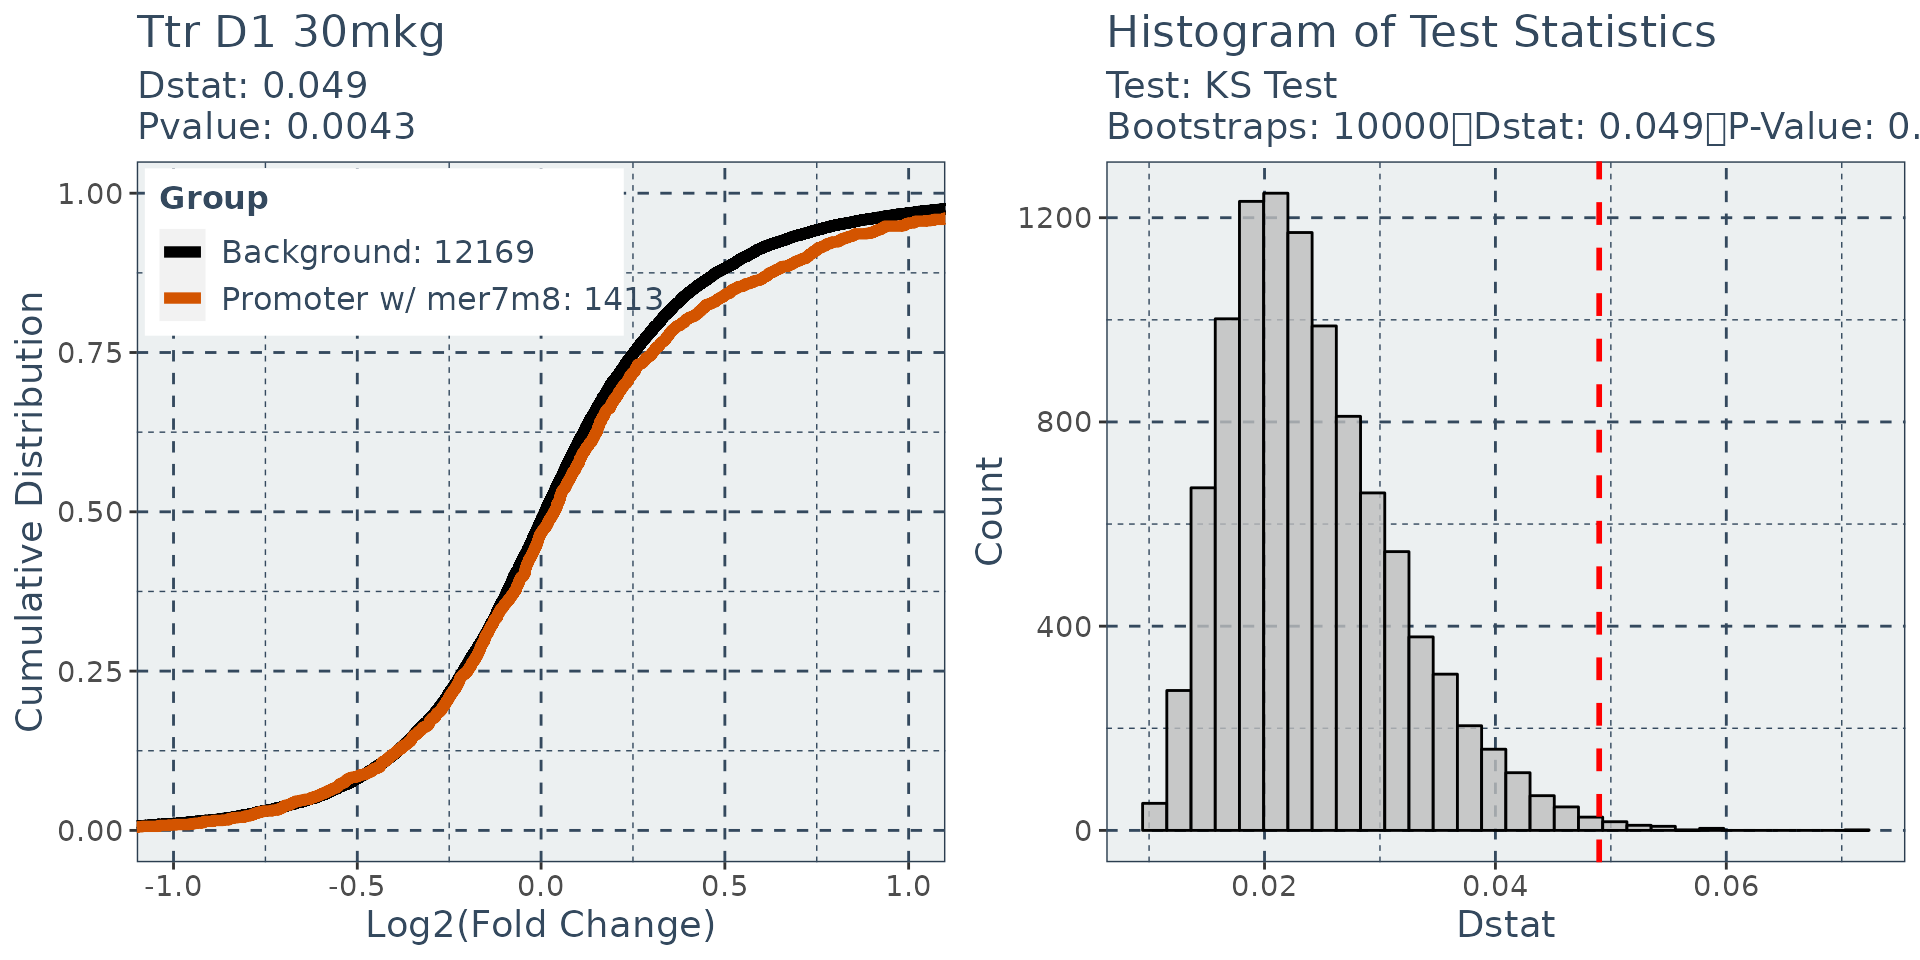 Ttr D1 30mkg
Dstat: 0.049
Pvalue: 0.0043
Group
Background: 12169
Promoter w/ mer7m8: 1413
1.00
0.75
0.50
0.25
0.00
Cumulative Distribution
-1.0 -0.5 0.0 0.5 1.0
Log2(Fold Change)
Histogram of Test Statistics
Test: KS Test
Bootstraps: 10000 Dstat: 0.049 P-Value: 0.
1200
800
400
0
Count
0.02 0.04 0.06
Dstat